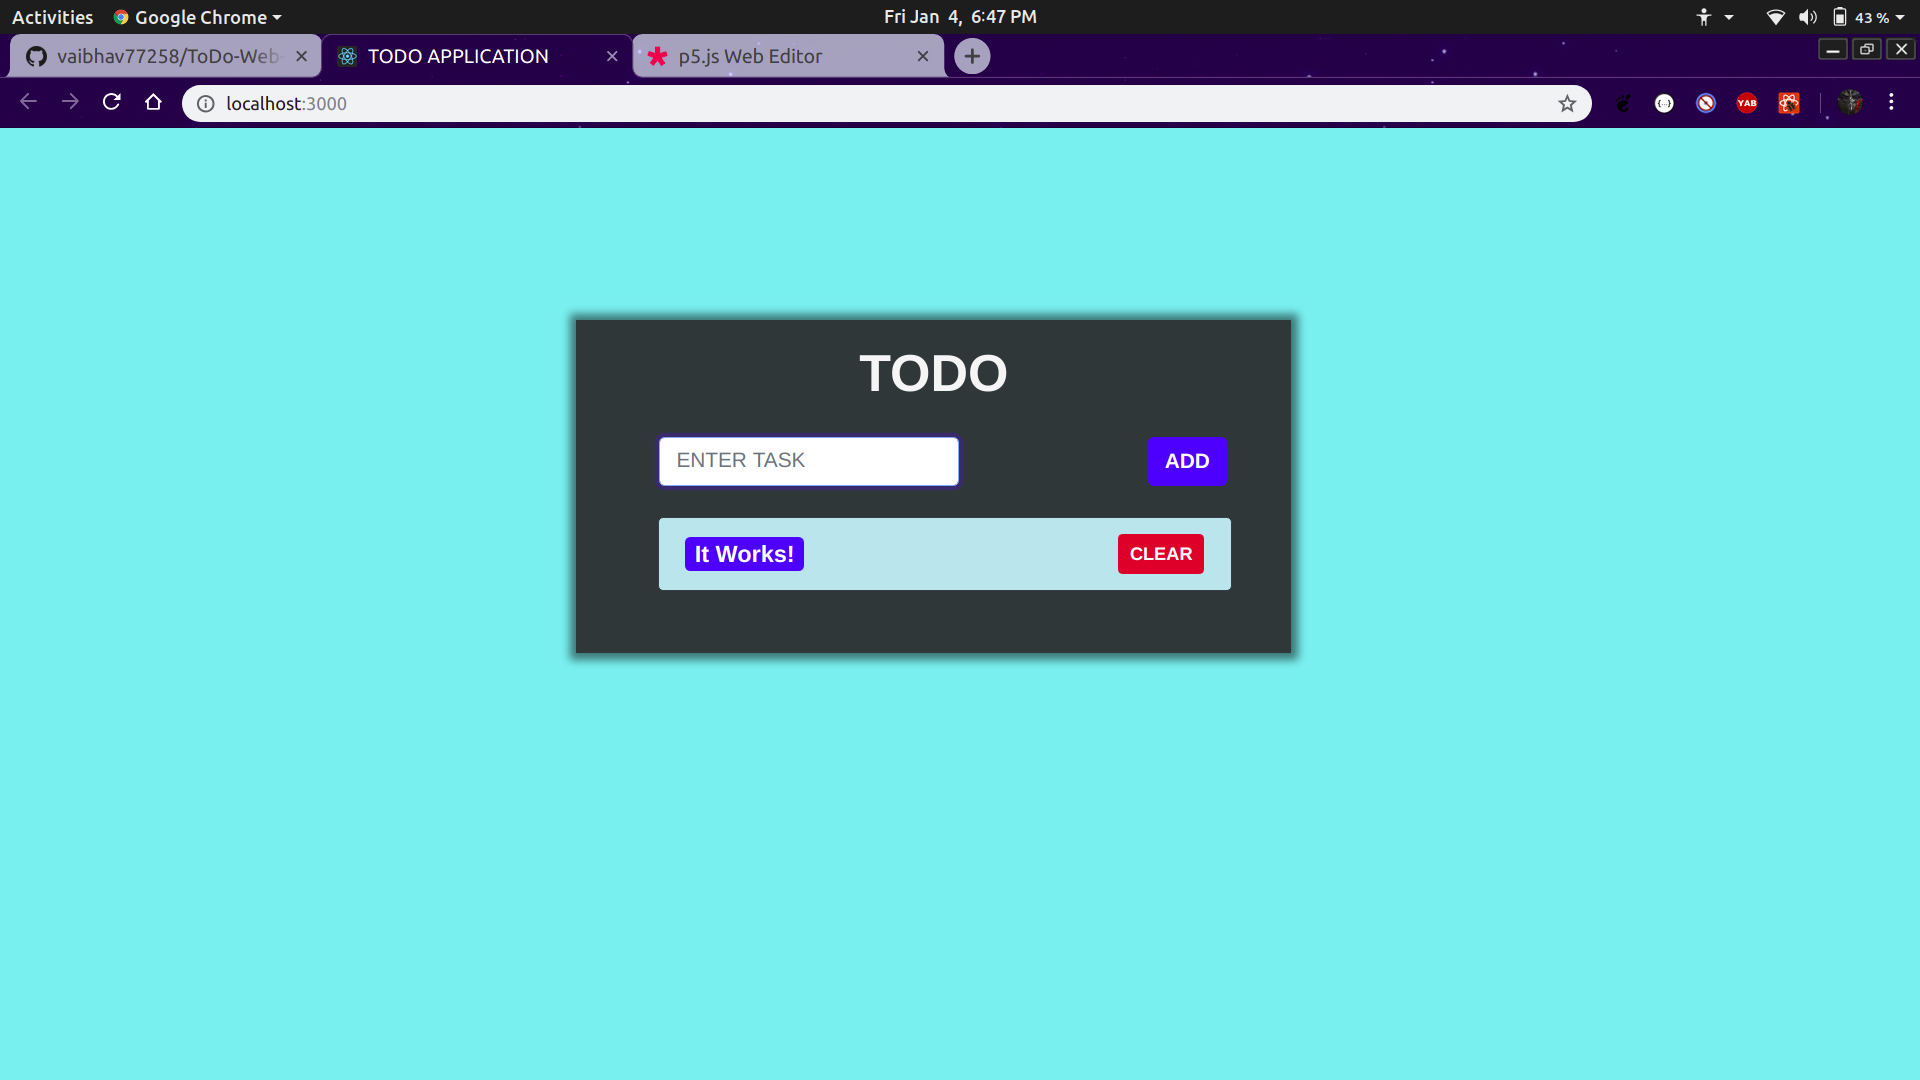 Activities Google Chrome Fri Jan 4, 6:47 PM 43 %
vaibhav77258/ToDo-Web- TODO APPLICATION p5.js Web Editor
localhost:3000 {...} YAB
TODO
ENTER TASK ADD
It Works! CLEAR